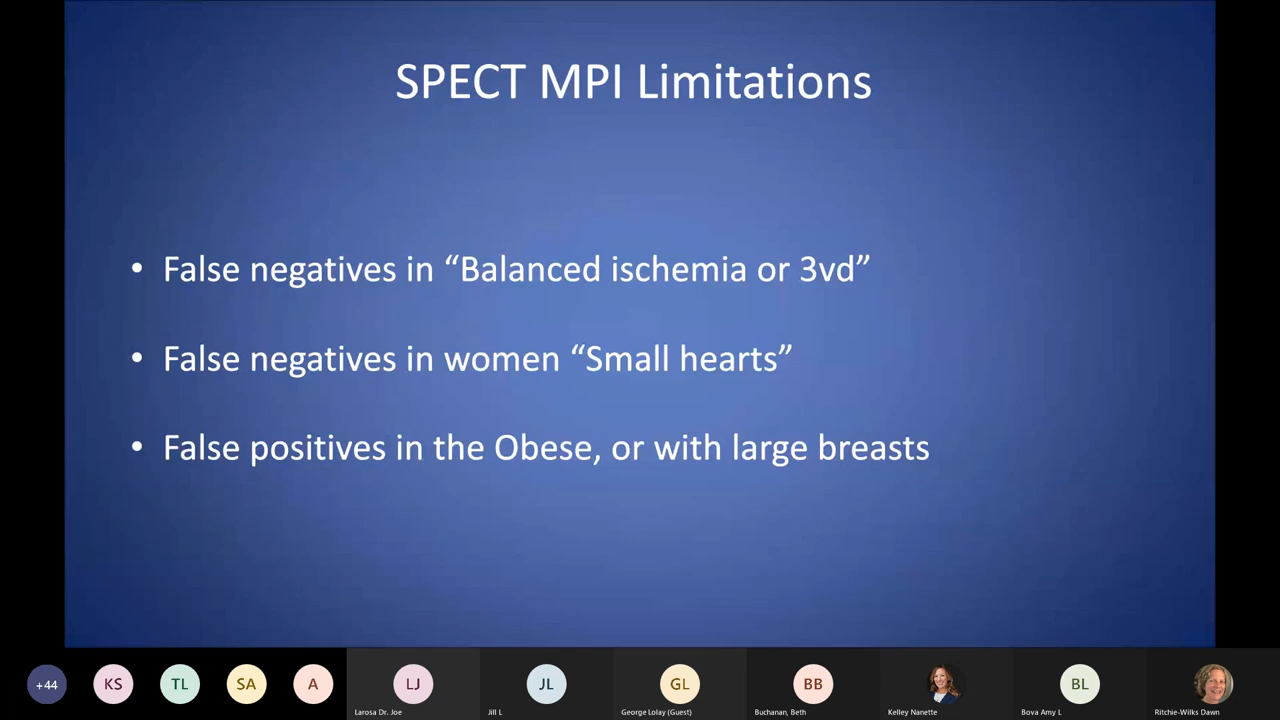 SPECT MPI Limitations
• False negatives in “Balanced ischemia or 3vd”
• False negatives in women “Small hearts”
• False positives in the Obese, or with large breasts
+44
KS
TL
SA
A
LJ
JL
GL
BB
BL
Larosa Dr. Joe
Jill L
George Lolay (Guest)
Buchanan, Beth
Kelley Nanette
Bova Amy L
Ritchie-Wilks Dawn